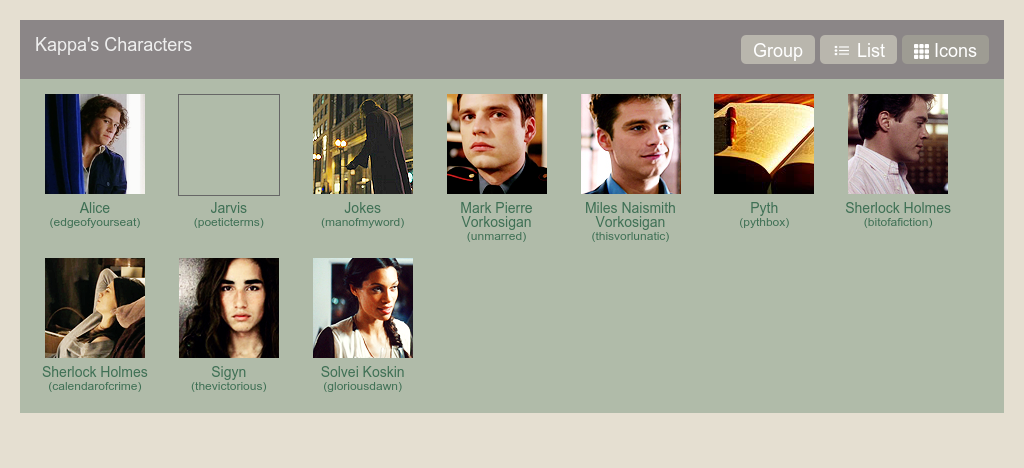 Kappa's Characters
Group
List
Icons
Alice
(edgeofyourseat)
Jarvis
(poeticterms)
Jokes
(manofmyword)
Mark Pierre
Vorkosigan
(unmarred)
Miles Naismith
Vorkosigan
(thisvorlunatic)
Pyth
(pythbox)
Sherlock Holmes
(bitofafiction)
Sherlock Holmes
(calendarofcrime)
Sigyn
(thevictorious)
Solvei Koskin
(gloriousdawn)